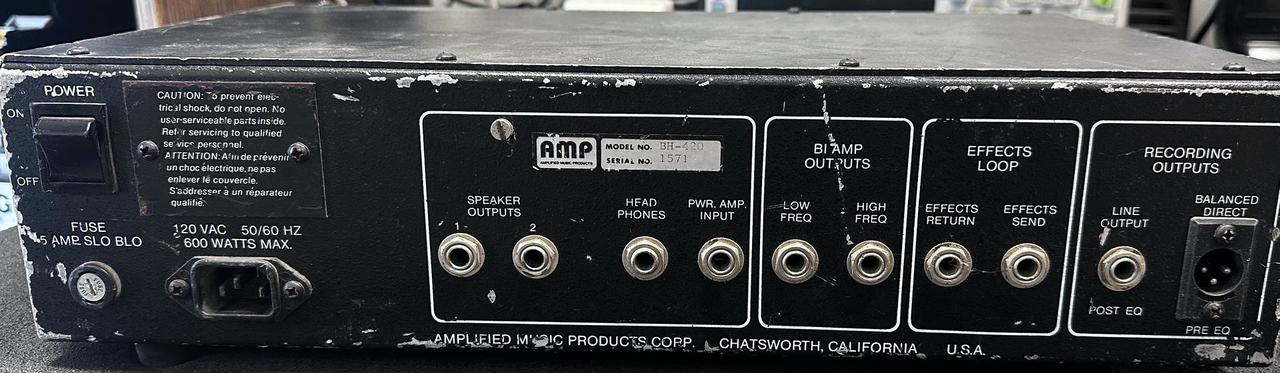 POWER
ON
OFF
CAUTION: To prevent elec-
trical shock, do not open. No
user-serviceable parts inside.
Refer servicing to qualified
service personnel.
ATTENTION: Afin de prévenir
un choc électrique, ne pas
enlever le couvercle.
S'addresser à un réparateur
qualifié.
FUSE
5 AMP. SLO BLO
120 VAC 50/60 HZ
600 WATTS MAX.
AMP
AMPLIFIED MUSIC PRODUCTS
MODEL NO. BH-420
SERIAL NO. 1571
SPEAKER
OUTPUTS
1
2
HEAD
PHONES
PWR. AMP.
INPUT
BI AMP
OUTPUTS
LOW
FREQ
HIGH
FREQ
EFFECTS
LOOP
EFFECTS
RETURN
EFFECTS
SEND
RECORDING
OUTPUTS
LINE
OUTPUT
POST EQ
BALANCED
DIRECT
PRE EQ
AMPLIFIED MUSIC PRODUCTS CORP. CHATSWORTH, CALIFORNIA U.S.A.